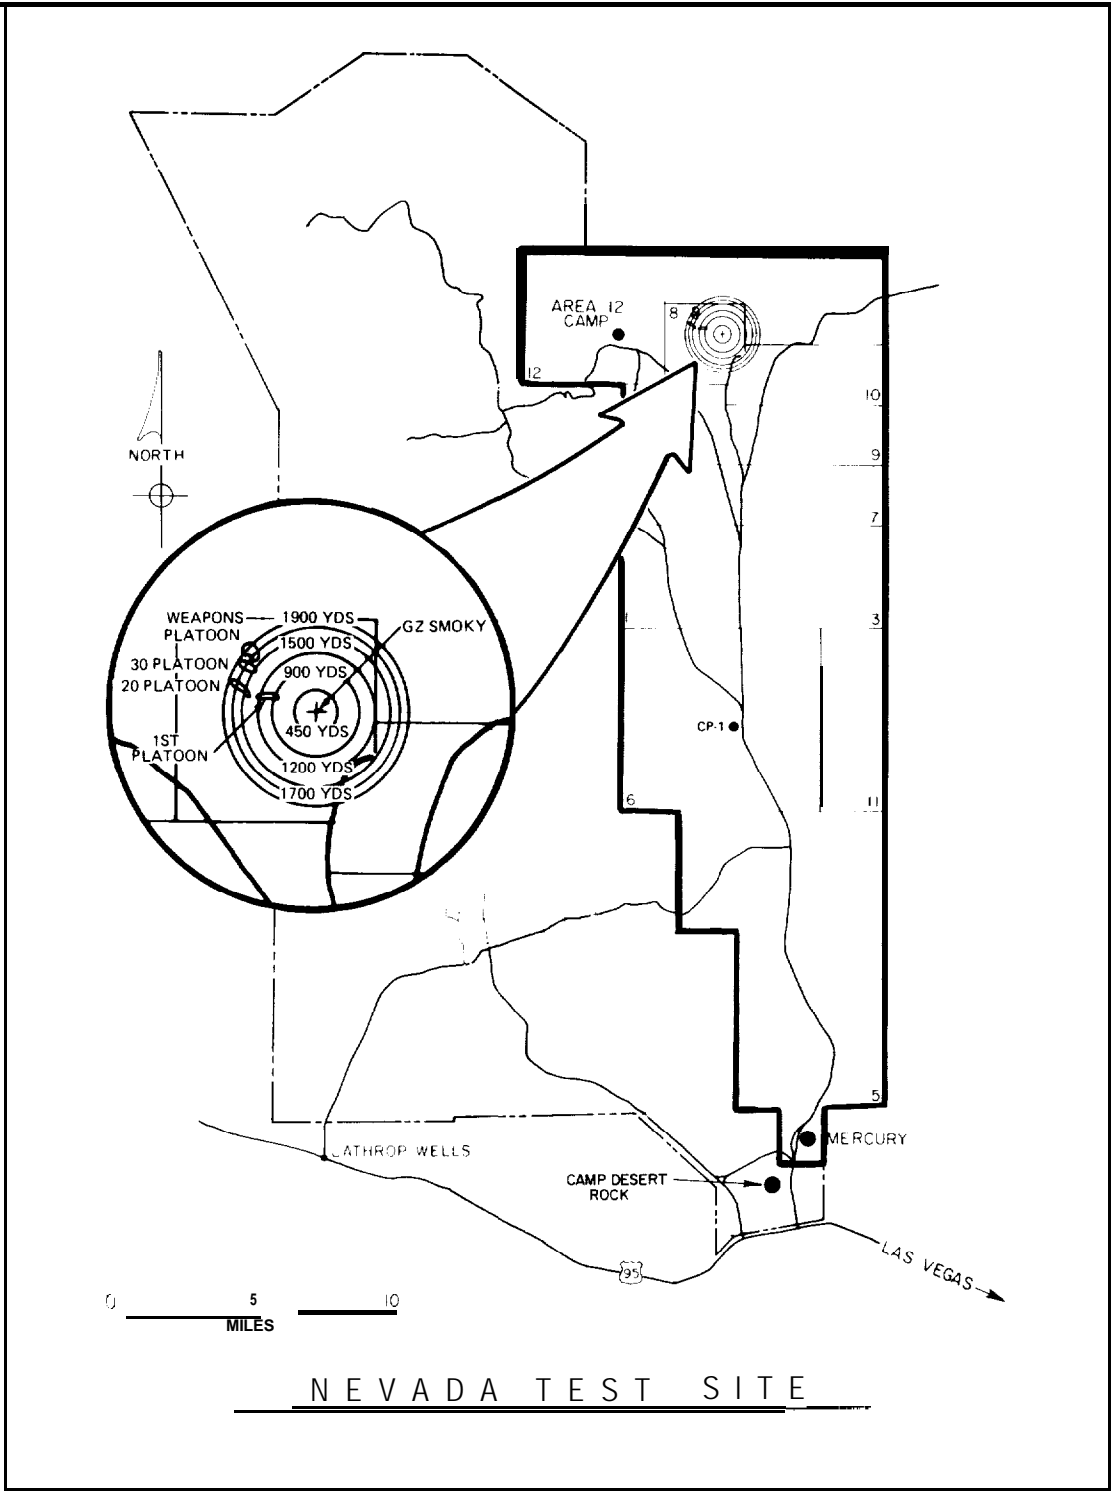 AREA 12
CAMP
8
8
12
10
NORTH
9
7
WEAPONS
PLATOON
1900 YDS
GZ SMOKY
1
3
1500 YDS
30 PLATOON
900 YDS
20 PLATOON
450 YDS
CP-1
1ST
PLATOON
1200 YDS
1700 YDS
6
11
5
MERCURY
LATHROP WELLS
CAMP DESERT
ROCK
LAS VEGAS
95
0 5 10
MILES
NEVADA TEST SITE